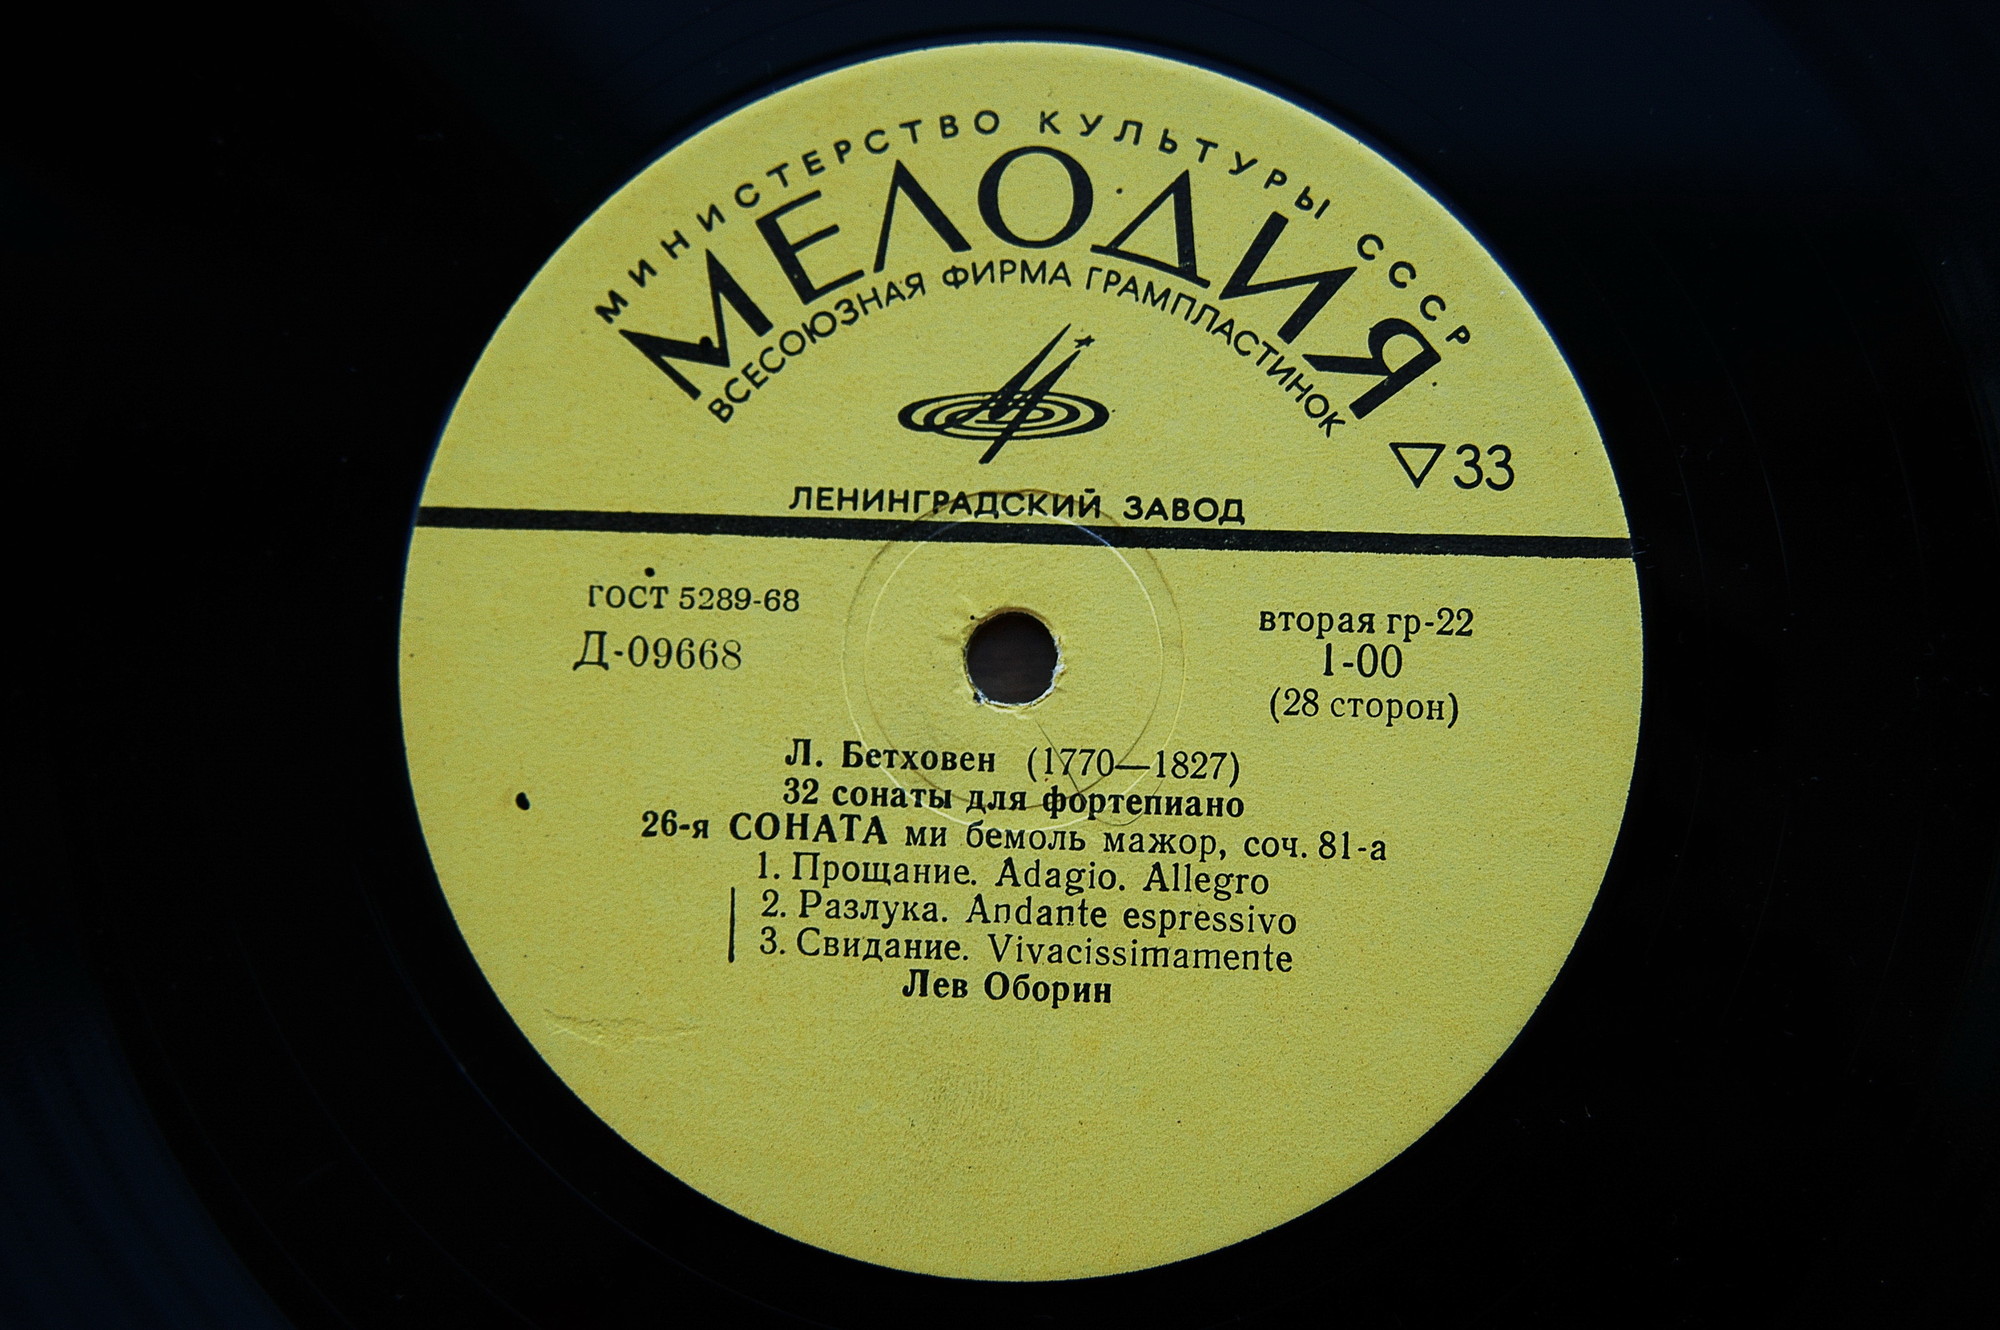 МИНИСТЕРСТВО КУЛЬТУРЫ СССР
МЕЛОДИЯ
ВСЕСОЮЗНАЯ ФИРМА ГРАМПЛАСТИНОК
33
ЛЕНИНГРАДСКИЙ ЗАВОД
ГОСТ 5289-68
Д-09668
вторая гр-22
1-00
(28 сторон)
Л. Бетховен (1770—1827)
32 сонаты для фортепиано
26-я СОНАТА ми бемоль мажор, соч. 81-а
1. Прощание. Adagio. Allegro
2. Разлука. Andante espressivo
3. Свидание. Vivacissimamente
Лев Оборин